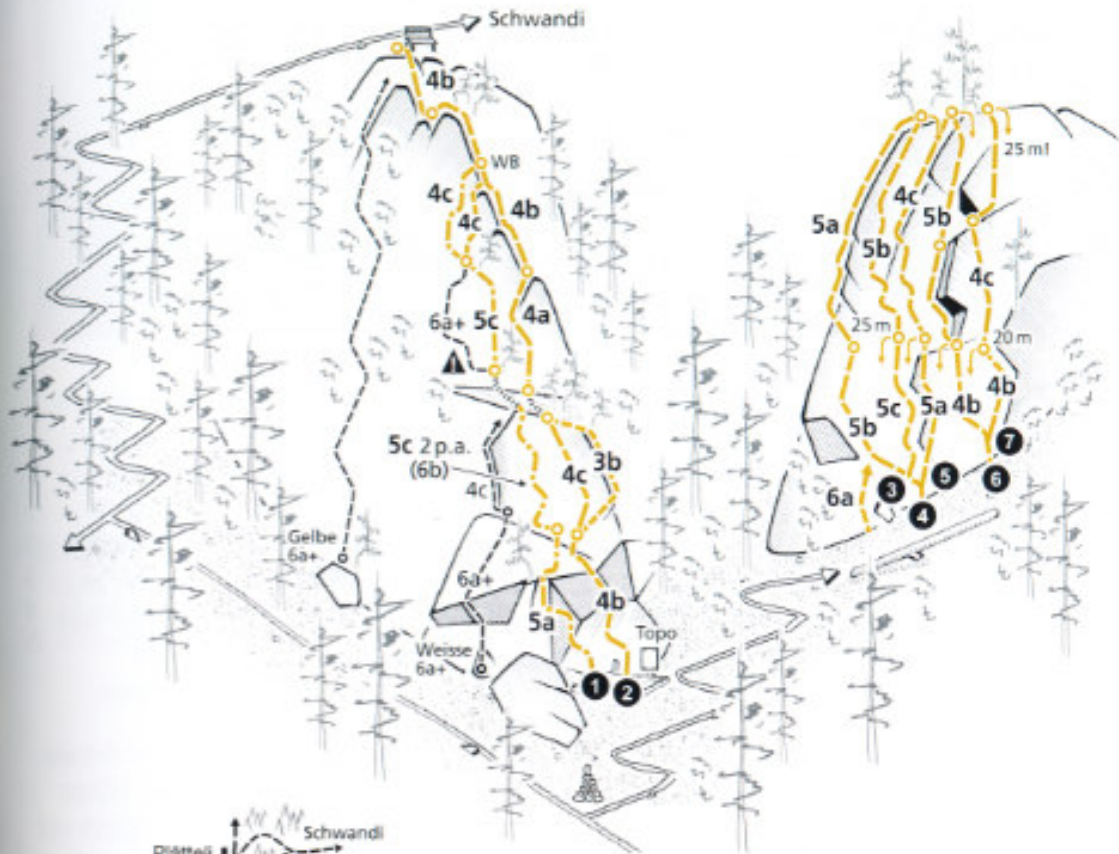 Schwandi
4b
WB
4c
4c
4b
6a+
5c
4a
5c 2 p.a.
(6b)
4c
4c
3b
Gelbe
6a+
6a+
5a
4b
Topo
Weisse
6a+
1
2
25 m!
5a
4c
5b
5b
4c
25 m
20 m
5b
5c
5a
4b
4b
6a
3
4
5
6
7
Schwandi
Plätteli